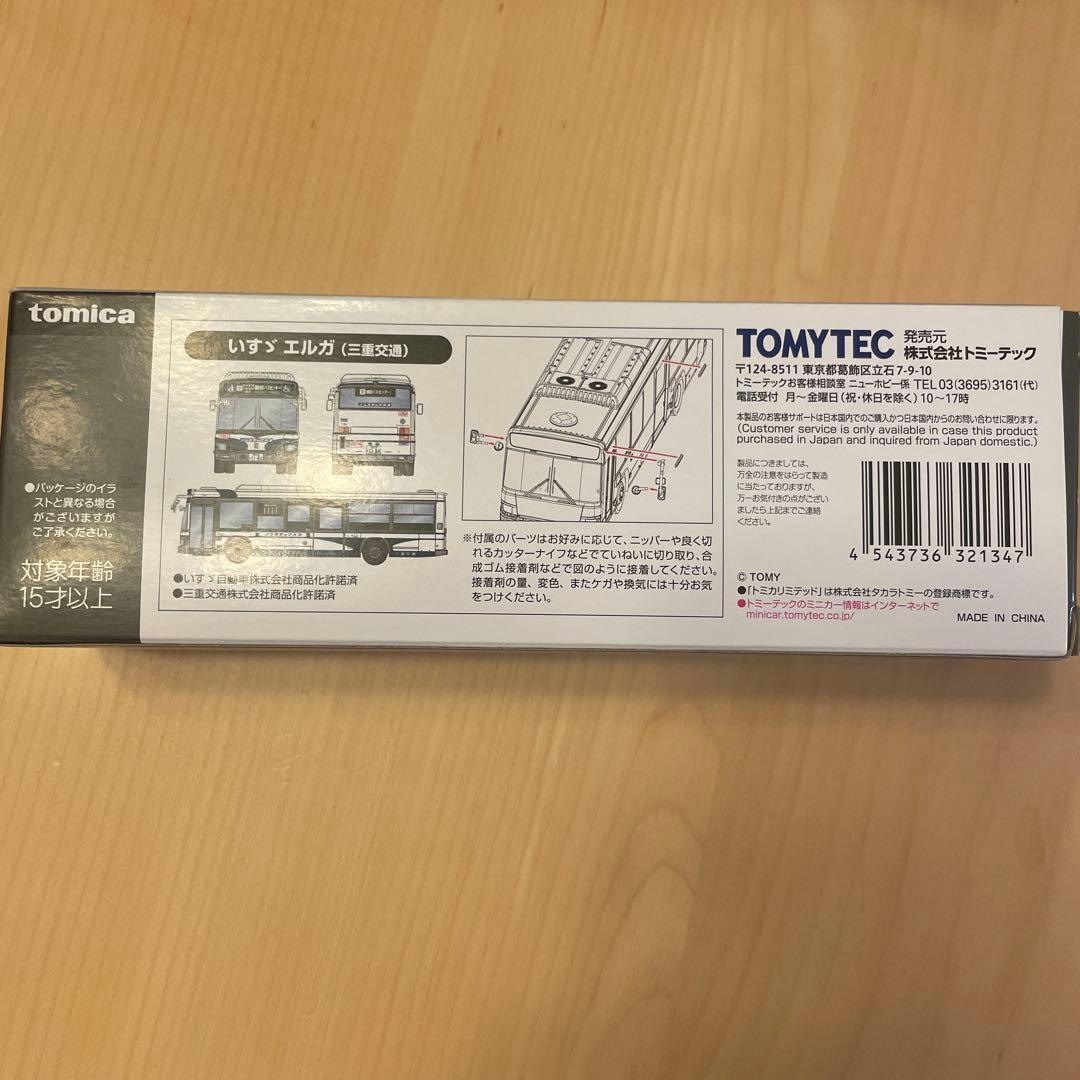 tomica
●パッケージのイラ
ストと異なる場合
がございますが
ご了承ください。
対象年齢
15才以上
いすゞ エルガ (三重交通)
●いすゞ自動車株式会社商品化許諾済
●三重交通株式会社商品化許諾済
※付属のパーツはお好みに応じて、ニッパーや良く切
れるカッターナイフなどでていねいに切り取り、合
成ゴム接着剤などで図のように接着してください。
接着剤の量、変色、またケガや換気には十分お気
をつけください。
TOMYTEC 発売元
株式会社トミーテック
〒124-8511 東京都葛飾区立石7-9-10
トミーテックお客様相談室 ニューホビー係 TEL 03(3695)3161(代)
電話受付 月〜金曜日(祝・休日を除く)10〜17時
本製品のお客様サポートは日本国内でのご購入かつ日本国内からのお問い合わせに限ります。
(Customer service is only available in case this product
purchased in Japan and inquired from Japan domestic.)
製品につきましては、
万全の注意をはらって製造
に当たっておりますが、
万一お気付きの点がござい
ましたら上記までご連絡
ください。
4 543736 321347
© TOMY
●「トミカリミテッド」は株式会社タカラトミーの登録商標です。
●トミーテックのミニカー情報はインターネットで
minicar.tomytec.co.jp/
MADE IN CHINA